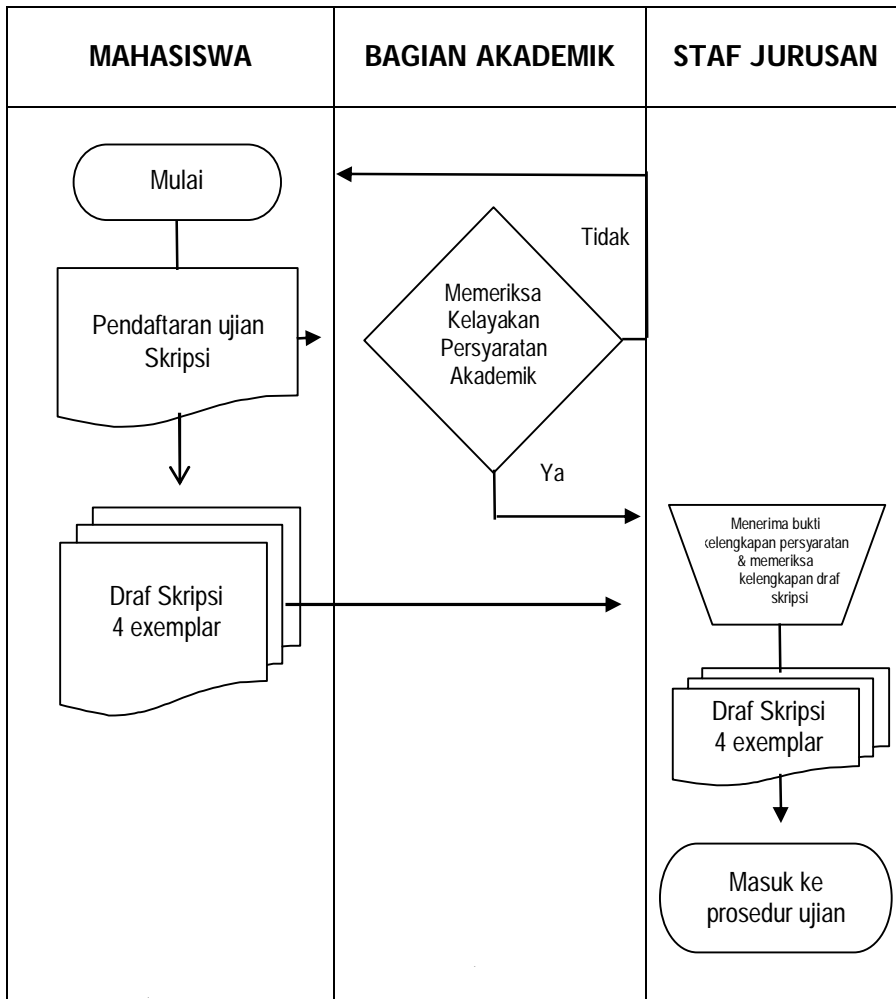 MAHASISWA
BAGIAN AKADEMIK
STAF JURUSAN
Mulai
Pendaftaran ujian
Skripsi
Draf Skripsi
4 exemplar
Memeriksa
Kelayakan
Persyaratan
Akademik
Tidak
Ya
Menerima bukti
kelengkapan persyaratan
& memeriksa
kelengkapan draf
skripsi
Draf Skripsi
4 exemplar
Masuk ke
prosedur ujian